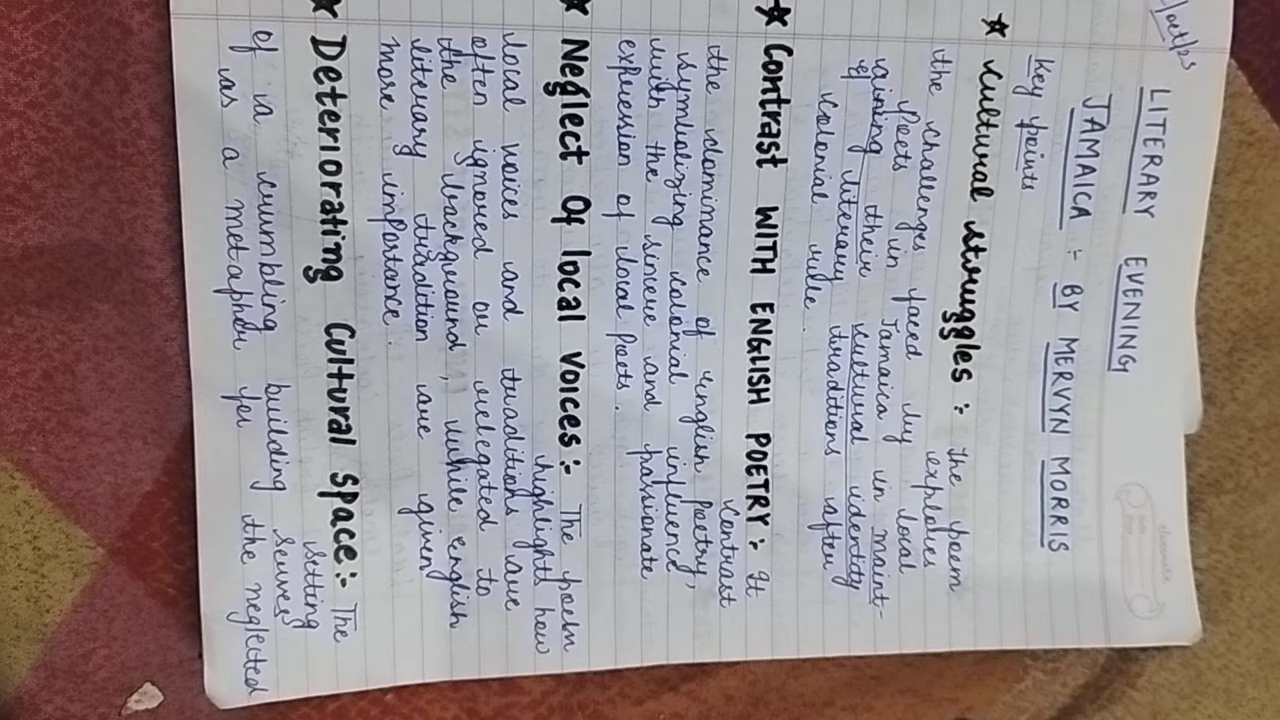 LITERARY EVENING
JAMAICA :- BY MERVYN MORRIS
Key points
★ Cultural struggles :- The poem explores
the challenges faced by local
Poets in Jamaica in maint-
aining their cultural identity
of literary traditions after
colonial rule.
★ Contrast WITH ENGLISH POETRY :- It contrast
the dominance of english Poetry,
symbolizing colonial influence
with the sincere and passionate
expression of local Poets.
★ Neglect Of local voices :- The poem highlight how
local voices and traditions are
often ignored or relegated to
the background, while english
literary tradition are given
more importance.
★ Deteriorating Cultural space :- The setting
of a crumbling building serves
as a metaphor for the neglected